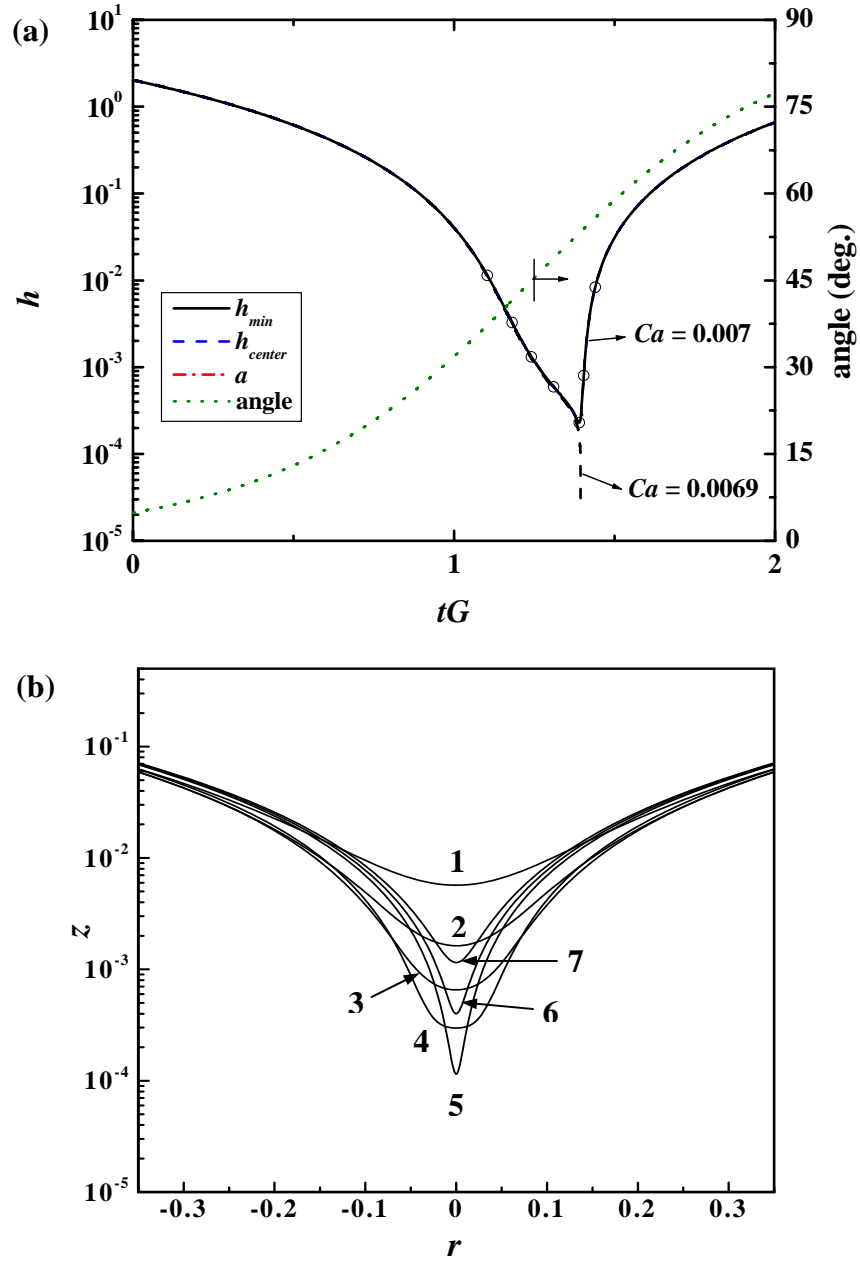 (a)
10^1
10^0
10^-1
10^-2
10^-3
10^-4
10^-5
h
90
75
60
45
30
15
0
angle (deg.)
h_min
h_center
a
angle
Ca = 0.007
Ca = 0.0069
0 1 2
tG
(b)
10^-1
10^-2
10^-3
10^-4
10^-5
z
1
2
7
3
6
4
5
-0.3 -0.2 -0.1 0 0.1 0.2 0.3
r